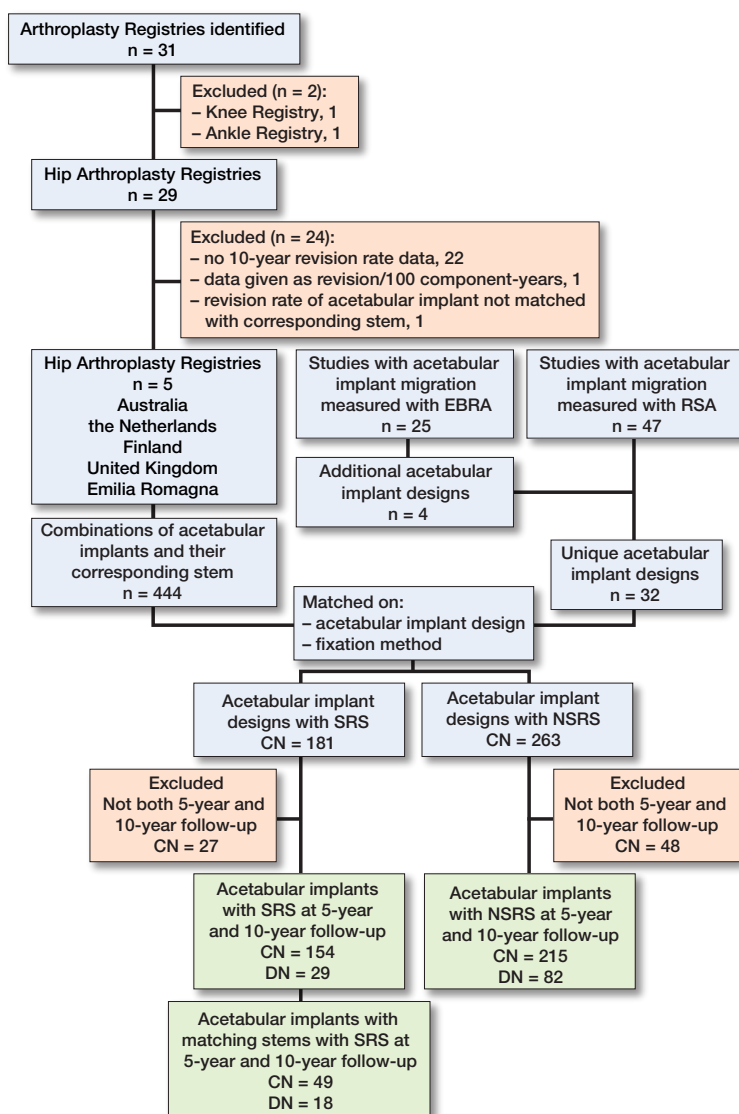 Arthroplasty Registries identified
n = 31
Excluded (n = 2):
– Knee Registry, 1
– Ankle Registry, 1
Hip Arthroplasty Registries
n = 29
Excluded (n = 24):
– no 10-year revision rate data, 22
– data given as revision/100 component-years, 1
– revision rate of acetabular implant not matched
with corresponding stem, 1
Hip Arthroplasty Registries
n = 5
Australia
the Netherlands
Finland
United Kingdom
Emilia Romagna
Studies with acetabular
implant migration
measured with EBRA
n = 25
Studies with acetabular
implant migration
measured with RSA
n = 47
Additional acetabular
implant designs
n = 4
Combinations of acetabular
implants and their
corresponding stem
n = 444
Unique acetabular
implant designs
n = 32
Matched on:
– acetabular implant design
– fixation method
Acetabular implant
designs with SRS
CN = 181
Acetabular implant
designs with NSRS
CN = 263
Excluded
Not both 5-year and
10-year follow-up
CN = 27
Excluded
Not both 5-year and
10-year follow-up
CN = 48
Acetabular implants
with SRS at 5-year
and 10-year follow-up
CN = 154
DN = 29
Acetabular implants
with NSRS at 5-year
and 10-year follow-up
CN = 215
DN = 82
Acetabular implants with
matching stems with SRS at
5-year and 10-year follow-up
CN = 49
DN = 18